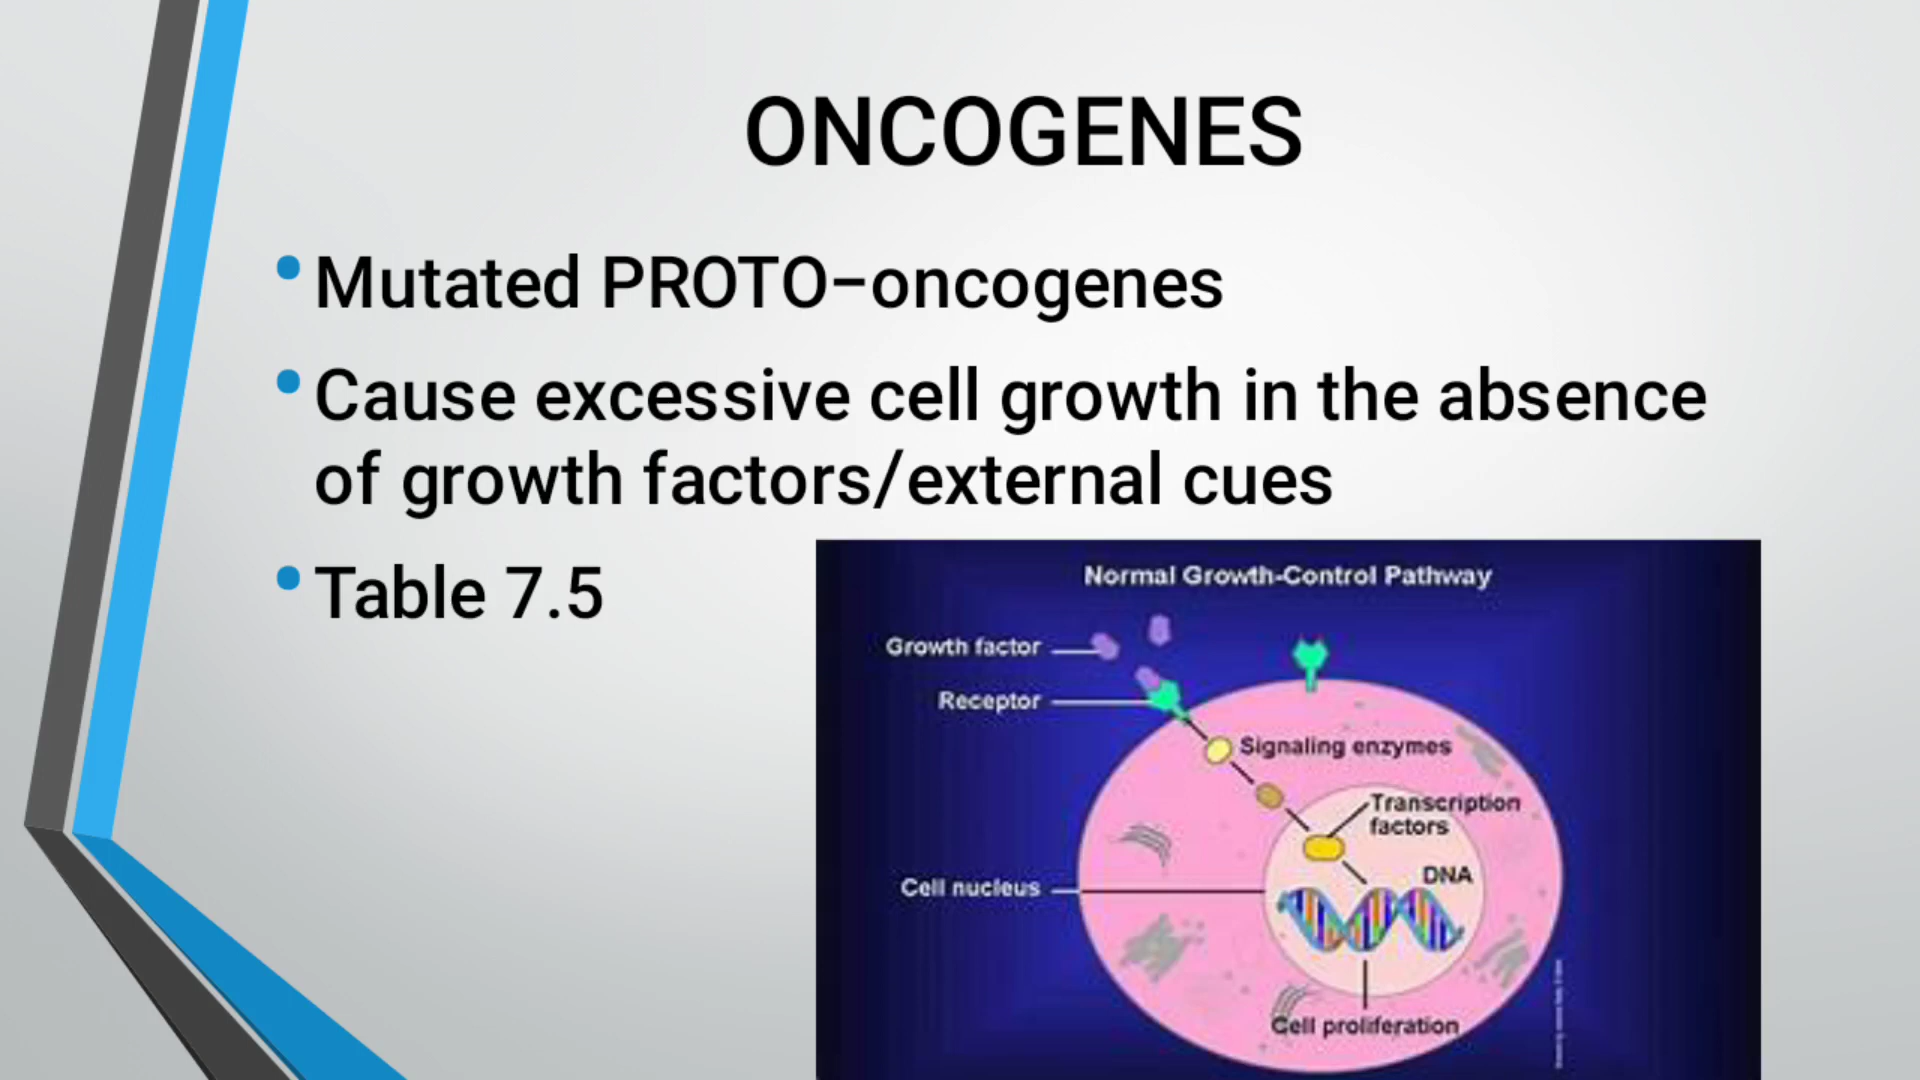 ONCOGENES
• Mutated PROTO–oncogenes
• Cause excessive cell growth in the absence
of growth factors/external cues
• Table 7.5
Normal Growth-Control Pathway
Growth factor
Receptor
Signaling enzymes
Transcription
factors
DNA
Cell nucleus
Cell proliferation